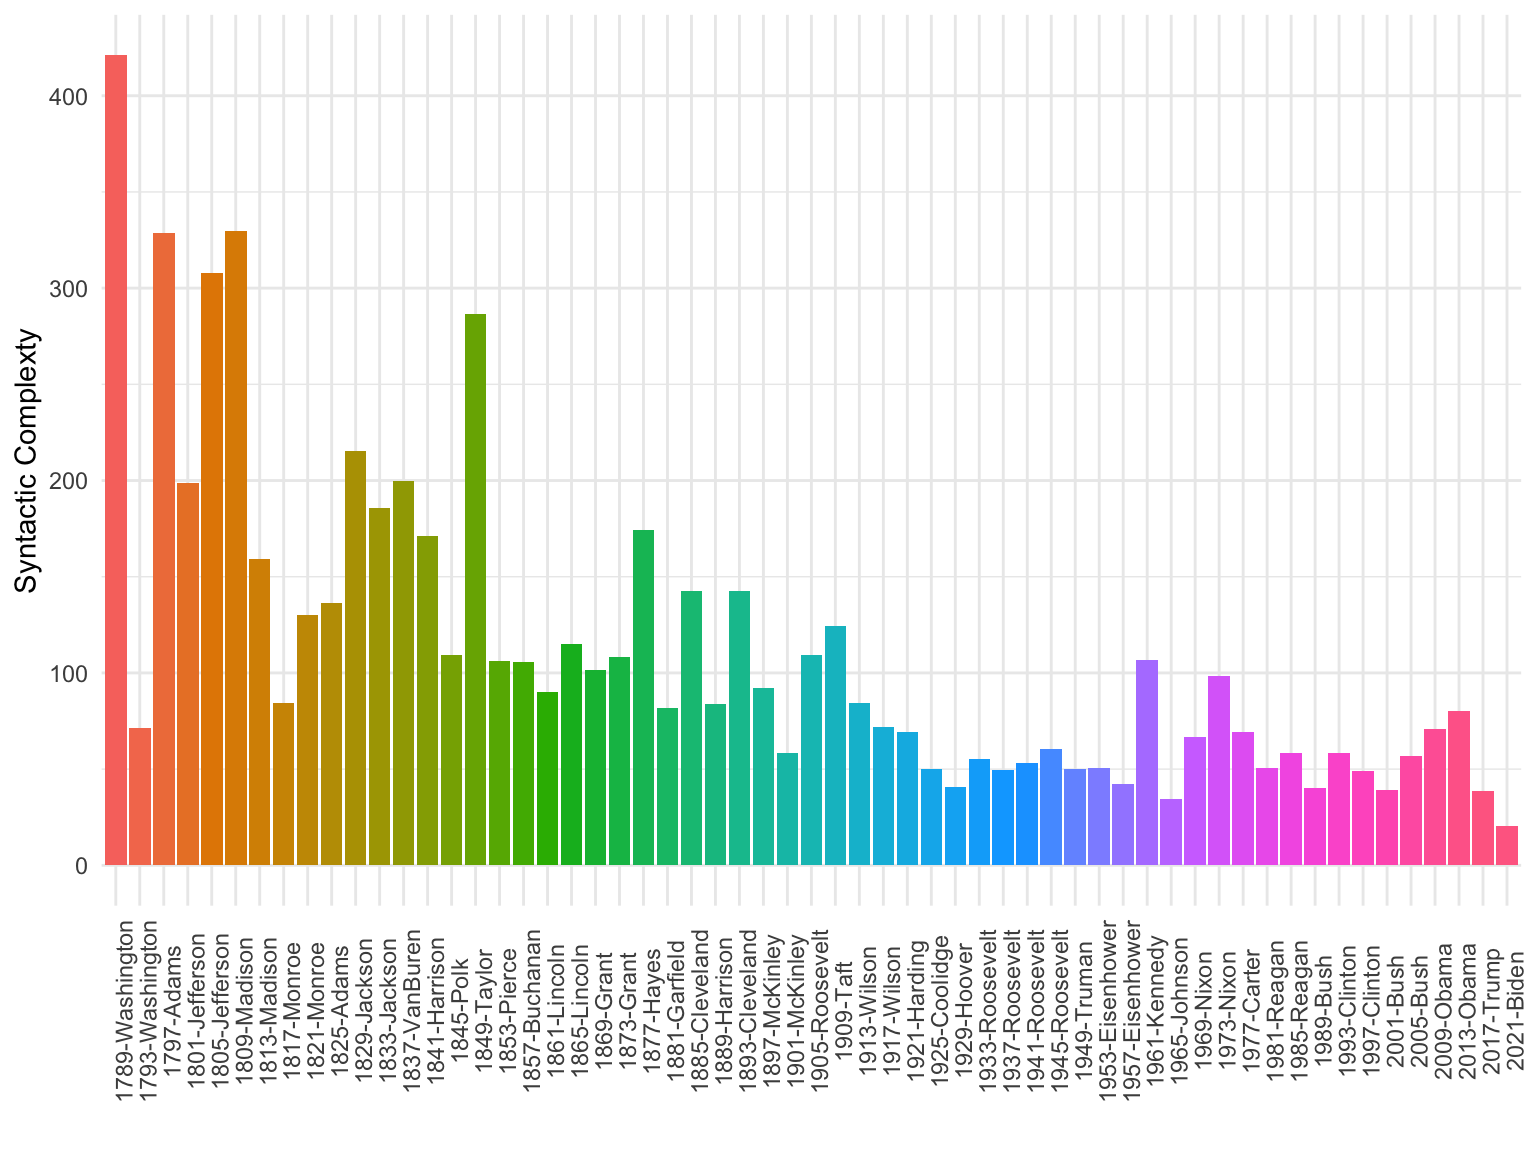 Syntactic Complexty
400
300
200
100
0
1789-Washington
1793-Washington
1797-Adams
1801-Jefferson
1805-Jefferson
1809-Madison
1813-Madison
1817-Monroe
1821-Monroe
1825-Adams
1829-Jackson
1833-Jackson
1837-VanBuren
1841-Harrison
1845-Polk
1849-Taylor
1853-Pierce
1857-Buchanan
1861-Lincoln
1865-Lincoln
1869-Grant
1873-Grant
1877-Hayes
1881-Garfield
1885-Cleveland
1889-Harrison
1893-Cleveland
1897-McKinley
1901-McKinley
1905-Roosevelt
1909-Taft
1913-Wilson
1917-Wilson
1921-Harding
1925-Coolidge
1929-Hoover
1933-Roosevelt
1937-Roosevelt
1941-Roosevelt
1945-Roosevelt
1949-Truman
1953-Eisenhower
1957-Eisenhower
1961-Kennedy
1965-Johnson
1969-Nixon
1973-Nixon
1977-Carter
1981-Reagan
1985-Reagan
1989-Bush
1993-Clinton
1997-Clinton
2001-Bush
2005-Bush
2009-Obama
2013-Obama
2017-Trump
2021-Biden